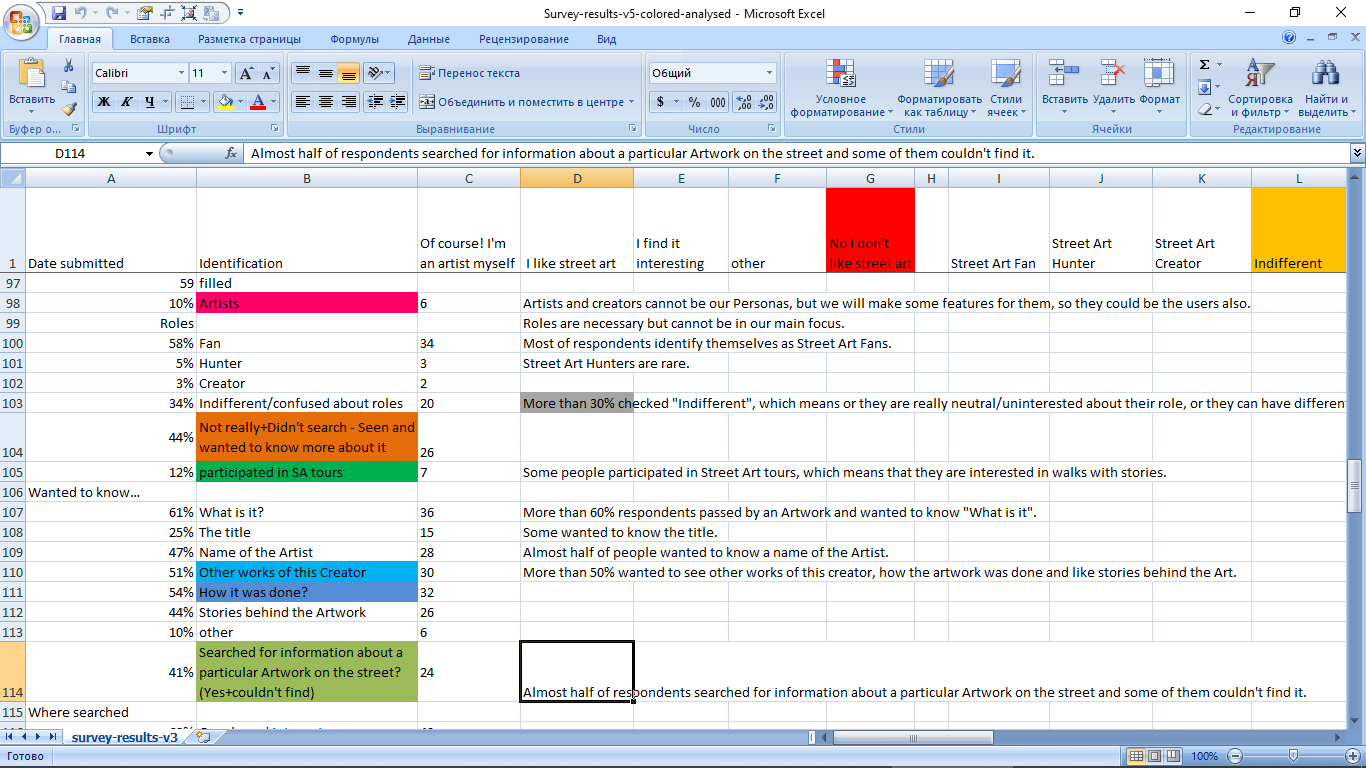 Survey-results-v5-colored-analysed - Microsoft Excel
Главная Вставка Разметка страницы Формулы Данные Рецензирование Вид
Вставить
Буфер о...
Calibri 11
Ж К Ч
Шрифт
Перенос текста
Объединить и поместить в центре
Выравнивание
Общий
$ % 000
Число
Условное форматирование
Форматировать как таблицу
Стили ячеек
Стили
Вставить Удалить Формат
Ячейки
Сортировка и фильтр
Найти и выделить
Редактирование
D114 fx Almost half of respondents searched for information about a particular Artwork on the street and some of them couldn't find it.
A B C D E F G H I J K L
1 Date submitted Identification Of course! I'm an artist myself I like street art I find it interesting other No I don't like street art Street Art Fan Street Art Hunter Street Art Creator Indifferent
97 59 filled
98 10% Artists 6 Artists and creators cannot be our Personas, but we will make some features for them, so they could be the users also.
99 Roles Roles are necessary but cannot be in our main focus.
100 58% Fan 34 Most of respondents identify themselves as Street Art Fans.
101 5% Hunter 3 Street Art Hunters are rare.
102 3% Creator 2
103 34% Indifferent/confused about roles 20 More than 30% checked "Indifferent", which means or they are really neutral/uninterested about their role, or they can have differen
104 44% Not really+Didn't search - Seen and wanted to know more about it 26
105 12% participated in SA tours 7 Some people participated in Street Art tours, which means that they are interested in walks with stories.
106 Wanted to know...
107 61% What is it? 36 More than 60% respondents passed by an Artwork and wanted to know "What is it".
108 25% The title 15 Some wanted to know the title.
109 47% Name of the Artist 28 Almost half of people wanted to know a name of the Artist.
110 51% Other works of this Creator 30 More than 50% wanted to see other works of this creator, how the artwork was done and like stories behind the Art.
111 54% How it was done? 32
112 44% Stories behind the Artwork 26
113 10% other 6
114 41% Searched for information about a particular Artwork on the street? (Yes+couldn't find) 24 Almost half of respondents searched for information about a particular Artwork on the street and some of them couldn't find it.
115 Where searched
survey-results-v3
Готово 100%